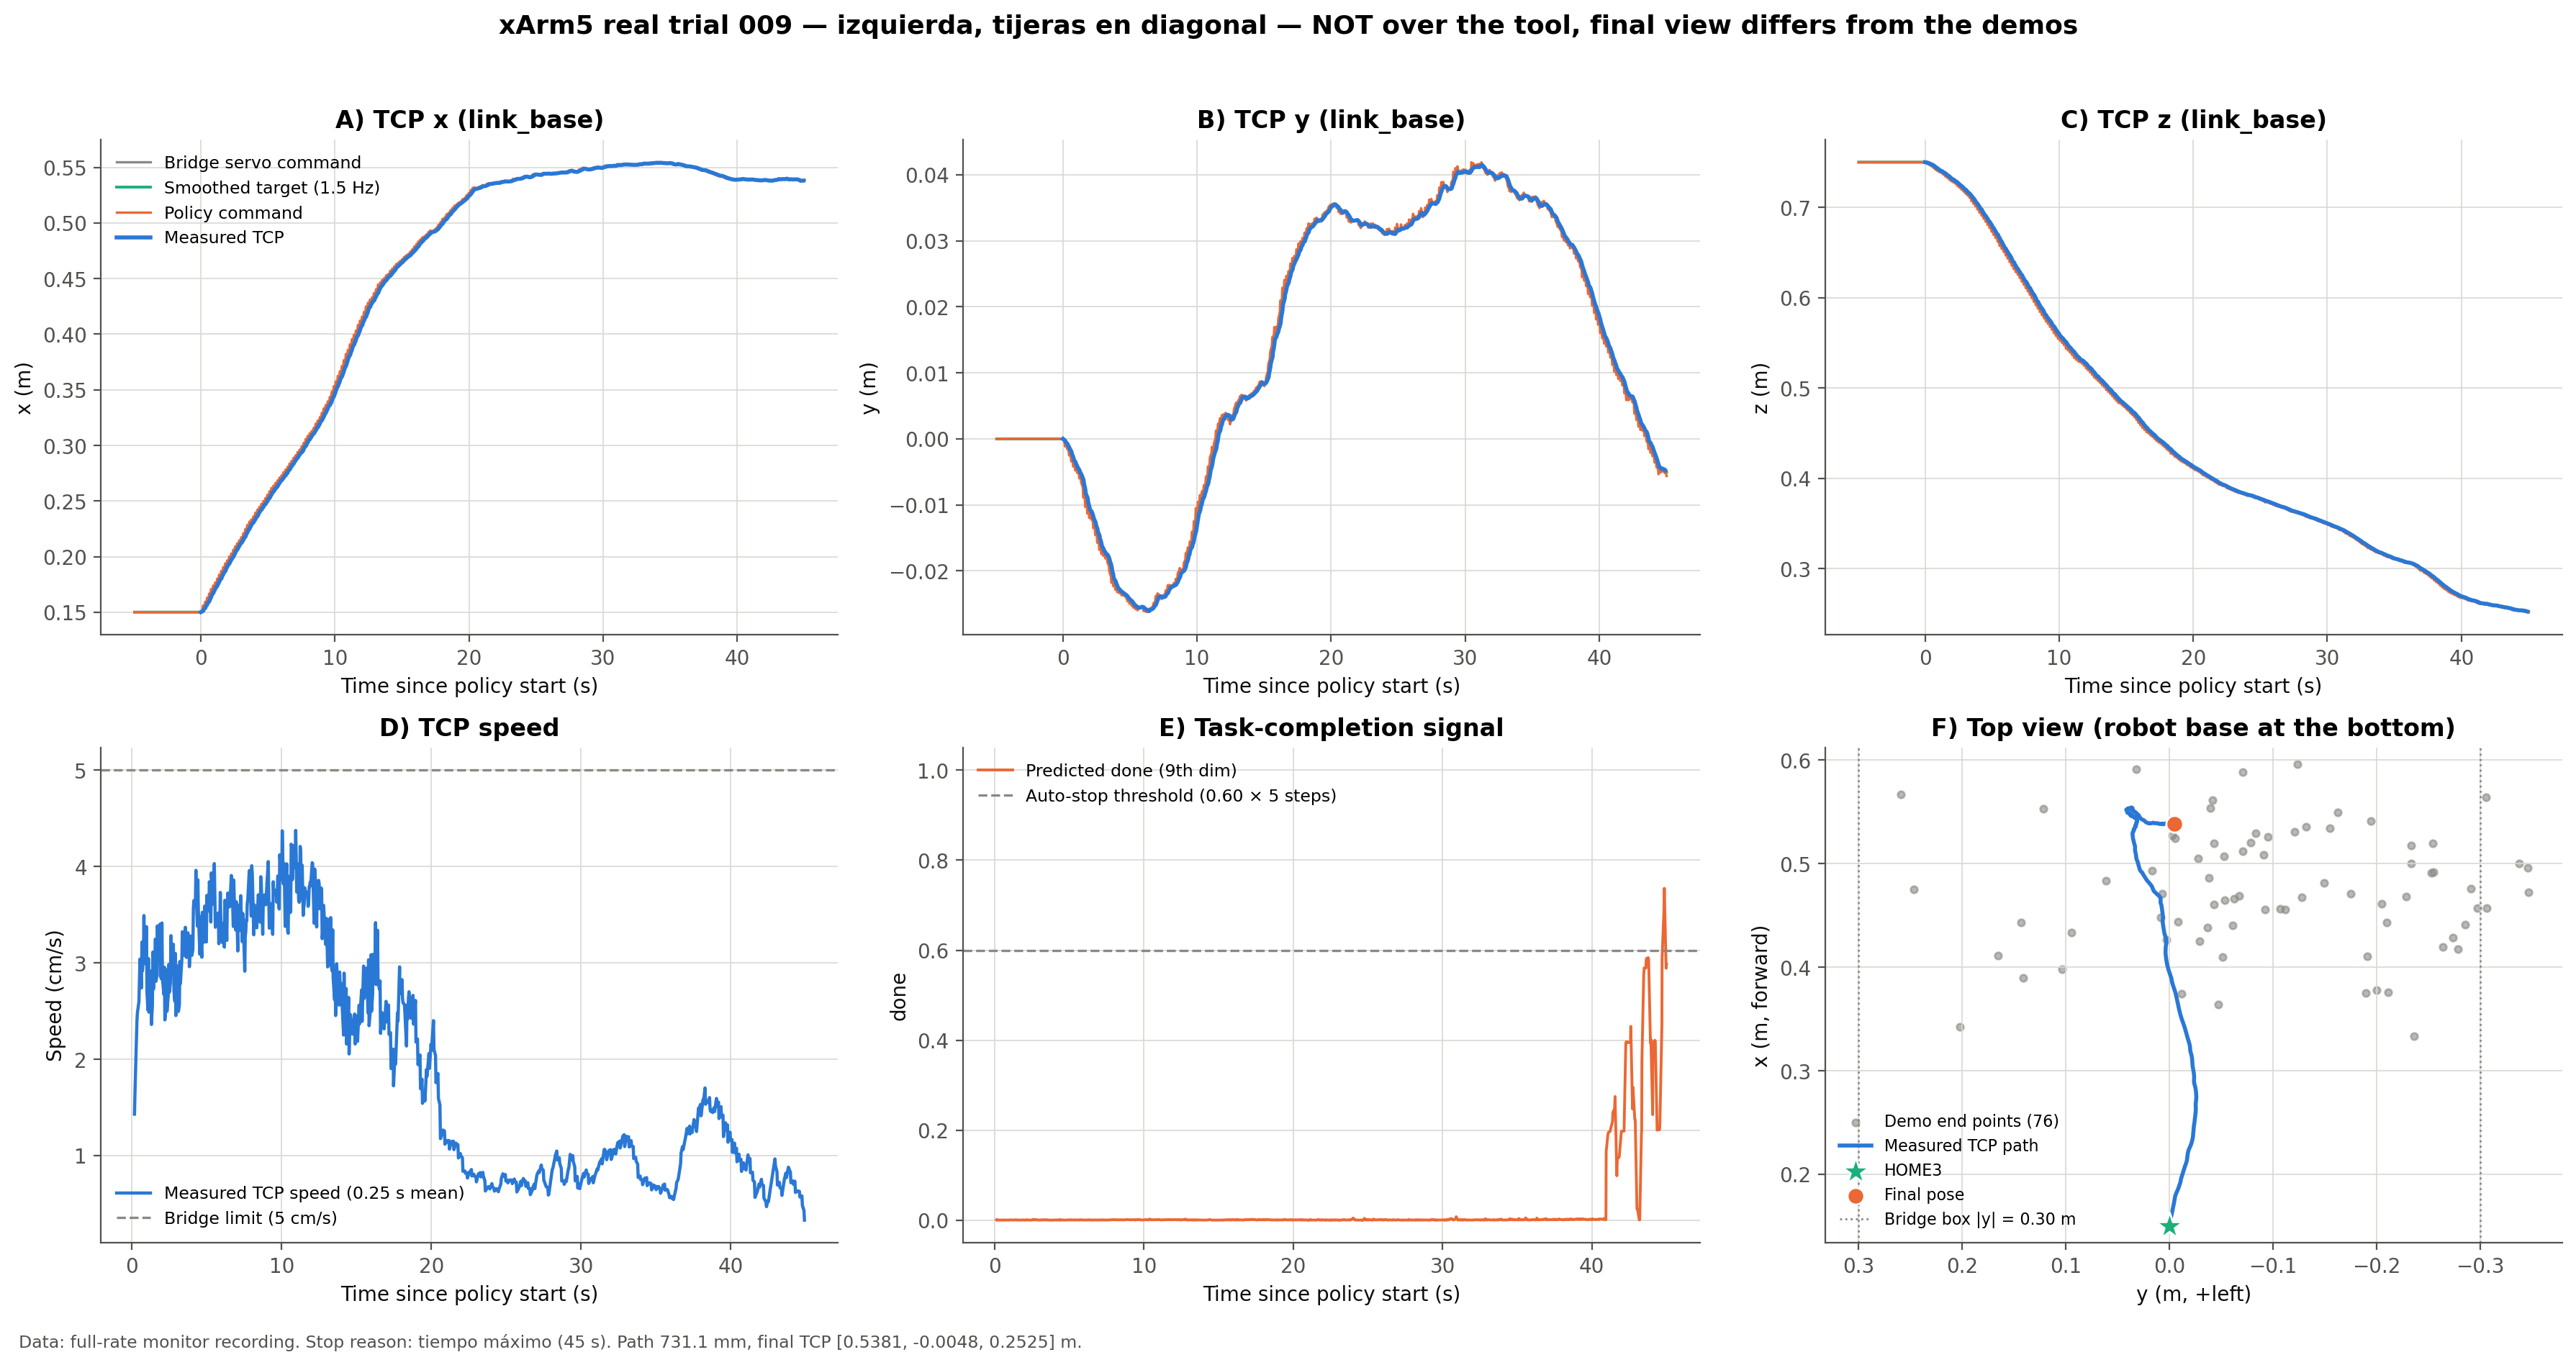 xArm5 real trial 009 — izquierda, tijeras en diagonal — NOT over the tool, final view differs from the demos
A) TCP x (link_base)
x (m)
0.55
0.50
0.45
0.40
0.35
0.30
0.25
0.20
0.15
Bridge servo command
Smoothed target (1.5 Hz)
Policy command
Measured TCP
0 10 20 30 40
Time since policy start (s)
B) TCP y (link_base)
y (m)
0.04
0.03
0.02
0.01
0.00
−0.01
−0.02
0 10 20 30 40
Time since policy start (s)
C) TCP z (link_base)
z (m)
0.7
0.6
0.5
0.4
0.3
0 10 20 30 40
Time since policy start (s)
D) TCP speed
Speed (cm/s)
5
4
3
2
1
Measured TCP speed (0.25 s mean)
Bridge limit (5 cm/s)
0 10 20 30 40
Time since policy start (s)
E) Task-completion signal
done
1.0
0.8
0.6
0.4
0.2
0.0
Predicted done (9th dim)
Auto-stop threshold (0.60 × 5 steps)
0 10 20 30 40
Time since policy start (s)
F) Top view (robot base at the bottom)
x (m, forward)
0.6
0.5
0.4
0.3
0.2
Demo end points (76)
Measured TCP path
HOME3
Final pose
Bridge box |y| = 0.30 m
0.3 0.2 0.1 0.0 −0.1 −0.2 −0.3
y (m, +left)
Data: full-rate monitor recording. Stop reason: tiempo máximo (45 s). Path 731.1 mm, final TCP [0.5381, -0.0048, 0.2525] m.